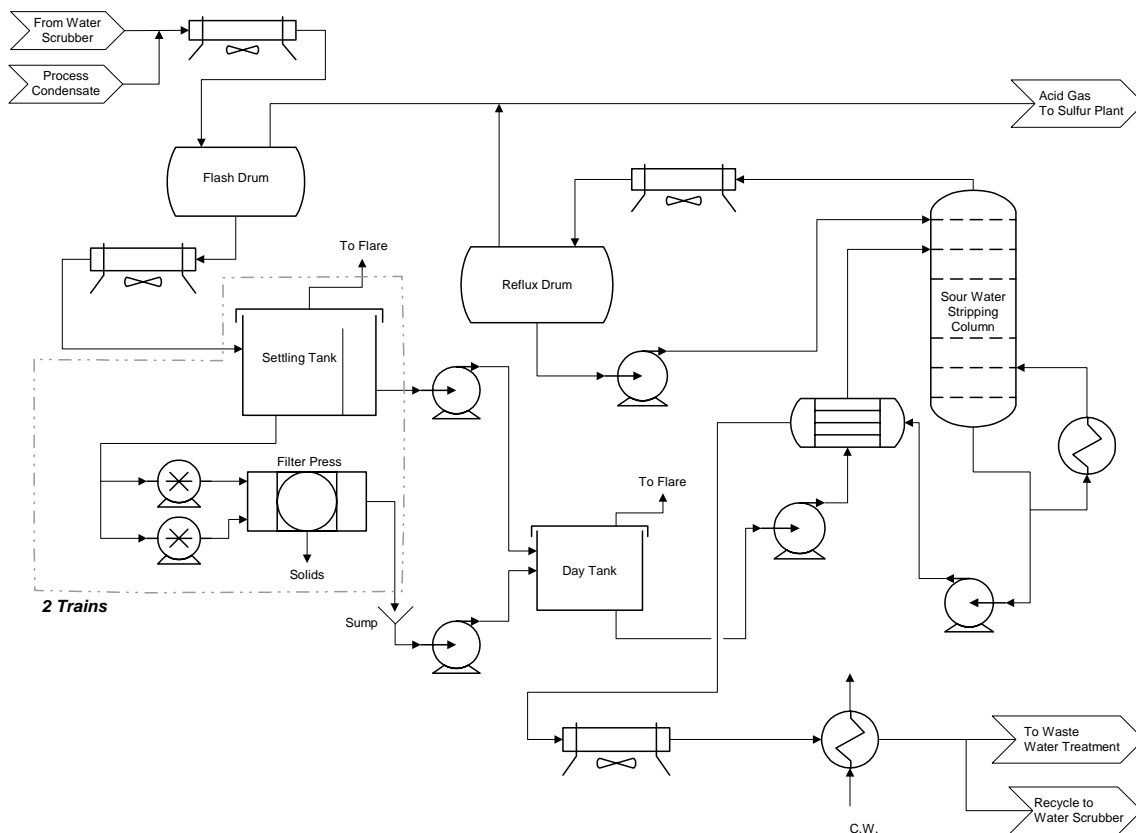 From Water
Scrubber
Process
Condensate
Acid Gas
To Sulfur Plant
Flash Drum
To Flare
Reflux Drum
Sour Water
Stripping
Column
Settling Tank
Filter Press
To Flare
Solids
Day Tank
2 Trains
Sump
To Waste
Water Treatment
Recycle to
Water Scrubber
C.W.